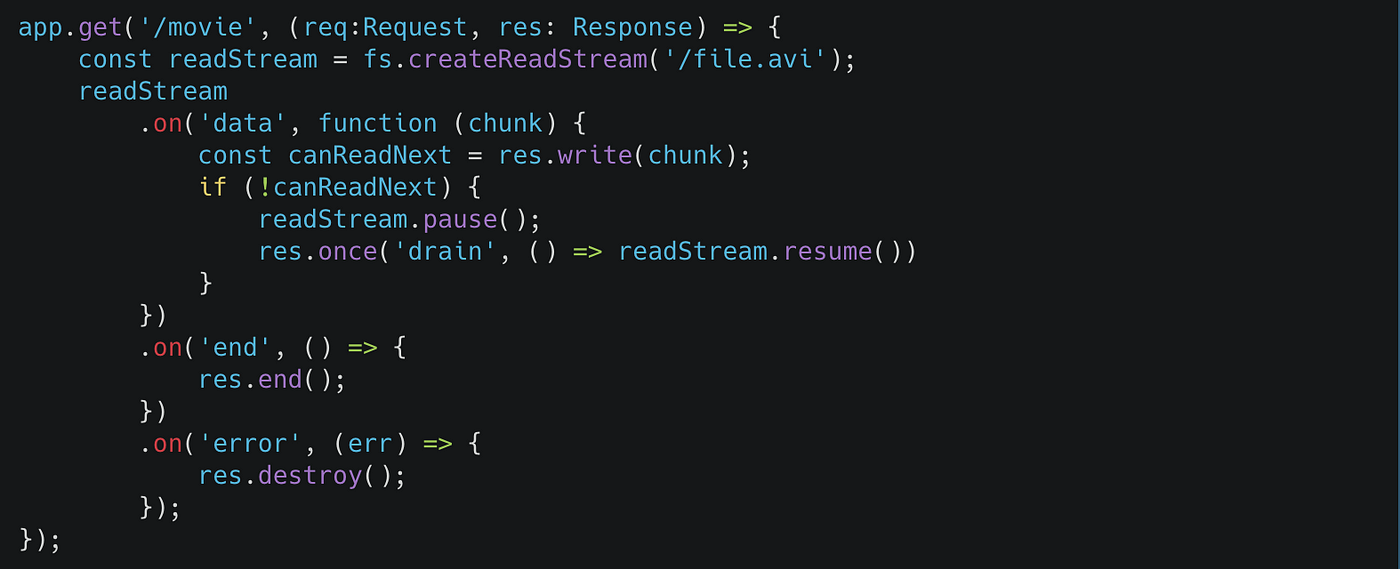 app.get('/movie', (req:Request, res: Response) => {
    const readStream = fs.createReadStream('/file.avi');
    readStream
        .on('data', function (chunk) {
            const canReadNext = res.write(chunk);
            if (!canReadNext) {
                readStream.pause();
                res.once('drain', () => readStream.resume())
            }
        })
        .on('end', () => {
            res.end();
        })
        .on('error', (err) => {
            res.destroy();
        });
});